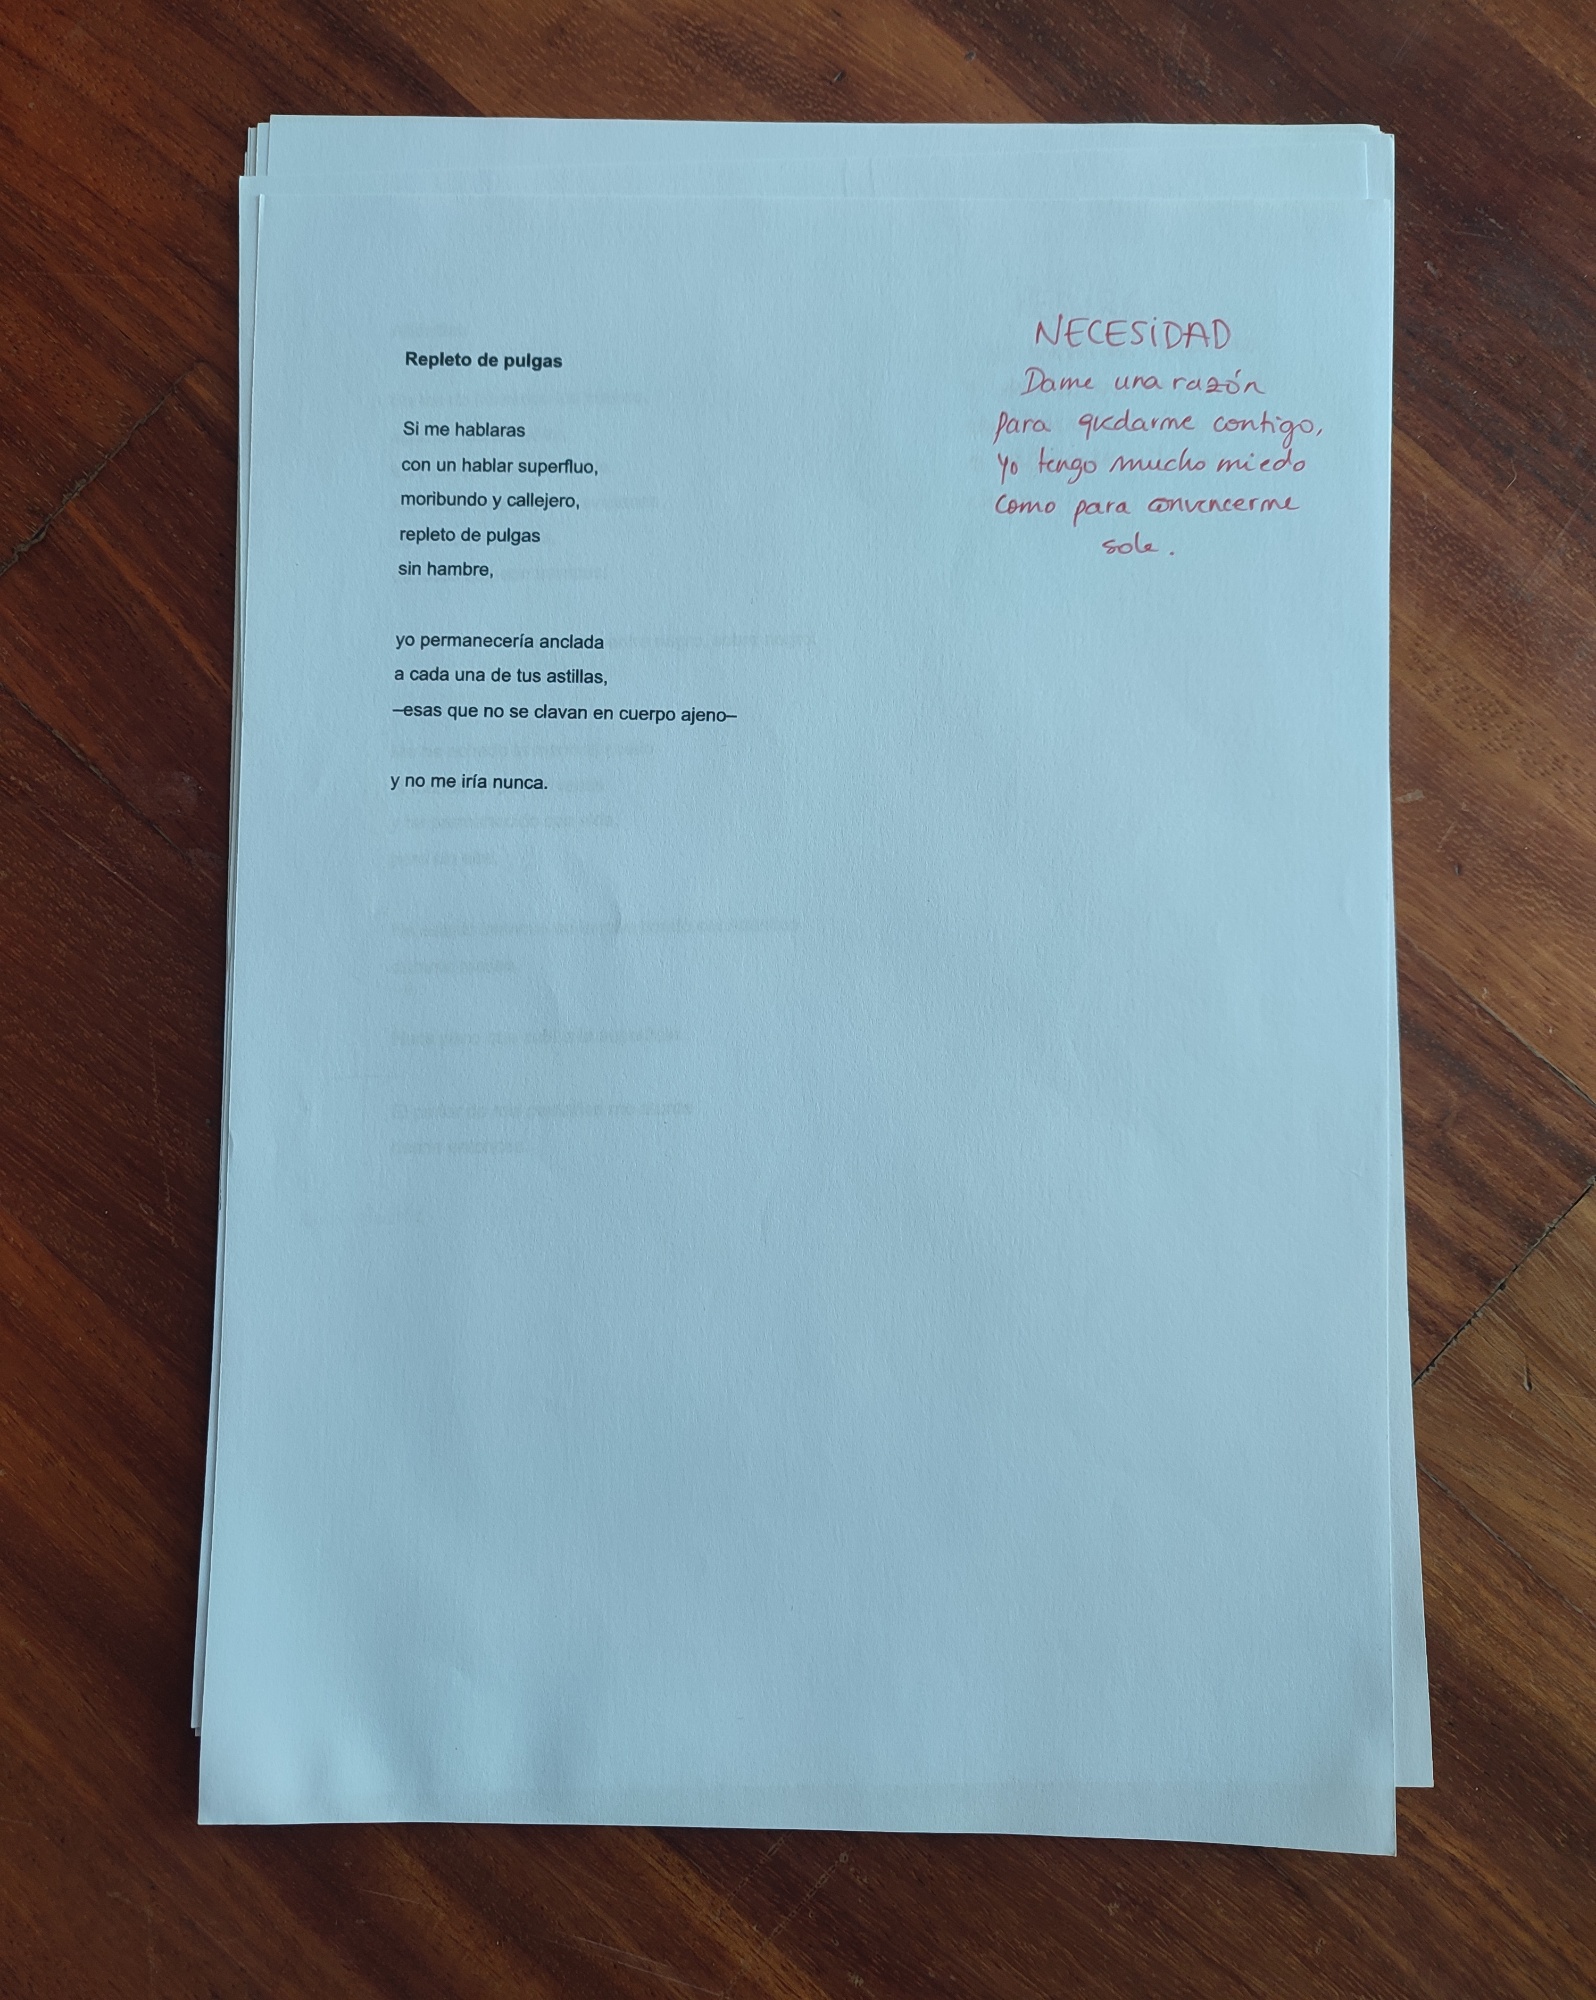 Repleto de pulgas
Si me hablaras
con un hablar superfluo,
moribundo y callejero,
repleto de pulgas
sin hambre,
yo permanecería anclada
a cada una de tus astillas,
–esas que no se clavan en cuerpo ajeno–
y no me iría nunca.
NECESiDAD
Dame una razón
para quedarme contigo,
yo tengo mucho miedo
como para convencerme
sola.